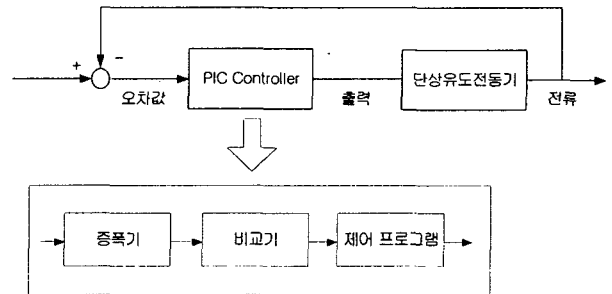 +
−
PIC Controller
단상유도전동기
오차값
출력
전류
증폭기
비교기
제어 프로그램